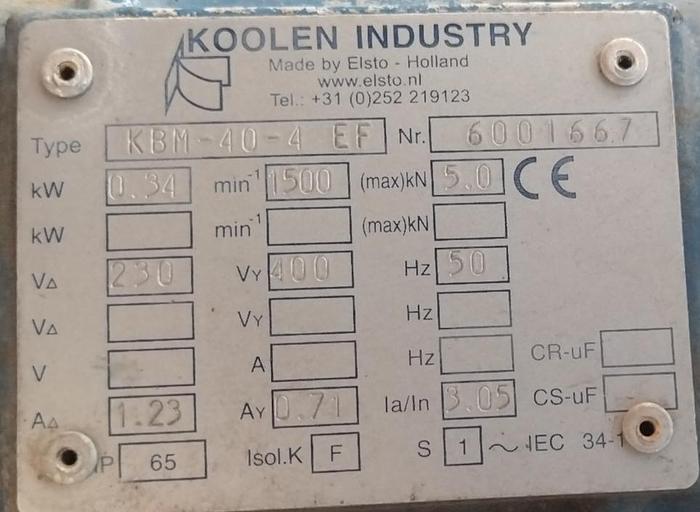 KOOLEN INDUSTRY
Made by Elsto - Holland
www.elsto.nl
Tel.: +31 (0)252 219123
Type KBM-40-4 EF Nr. 6001667
kW 0.34 min-1 1500 (max)kN 5.0 CE
kW min-1 (max)kN
V△ 230 VY 400 Hz 50
V△ VY Hz
V A Hz CR-uF
A△ 1.23 AY 0.71 Ia/In 3.05 CS-uF
P 65 Isol.K F S 1 ~ IEC 34-1